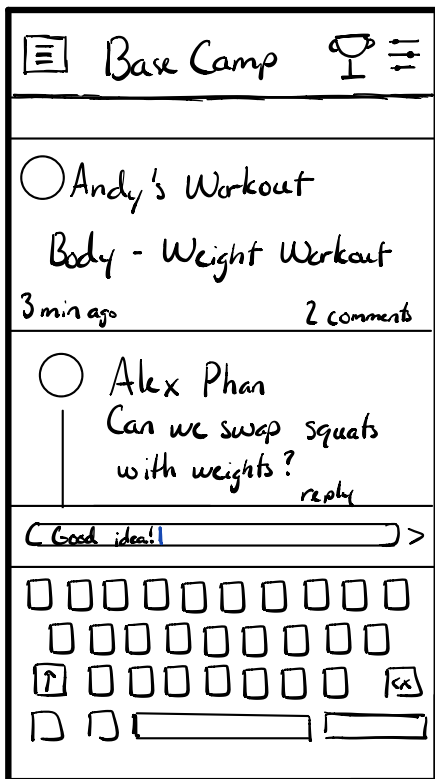 Base Camp
Andy's Workout
Body - Weight Workout
3 min ago 2 comments
Alex Phan
Can we swap squats
with weights?
reply
Good idea!